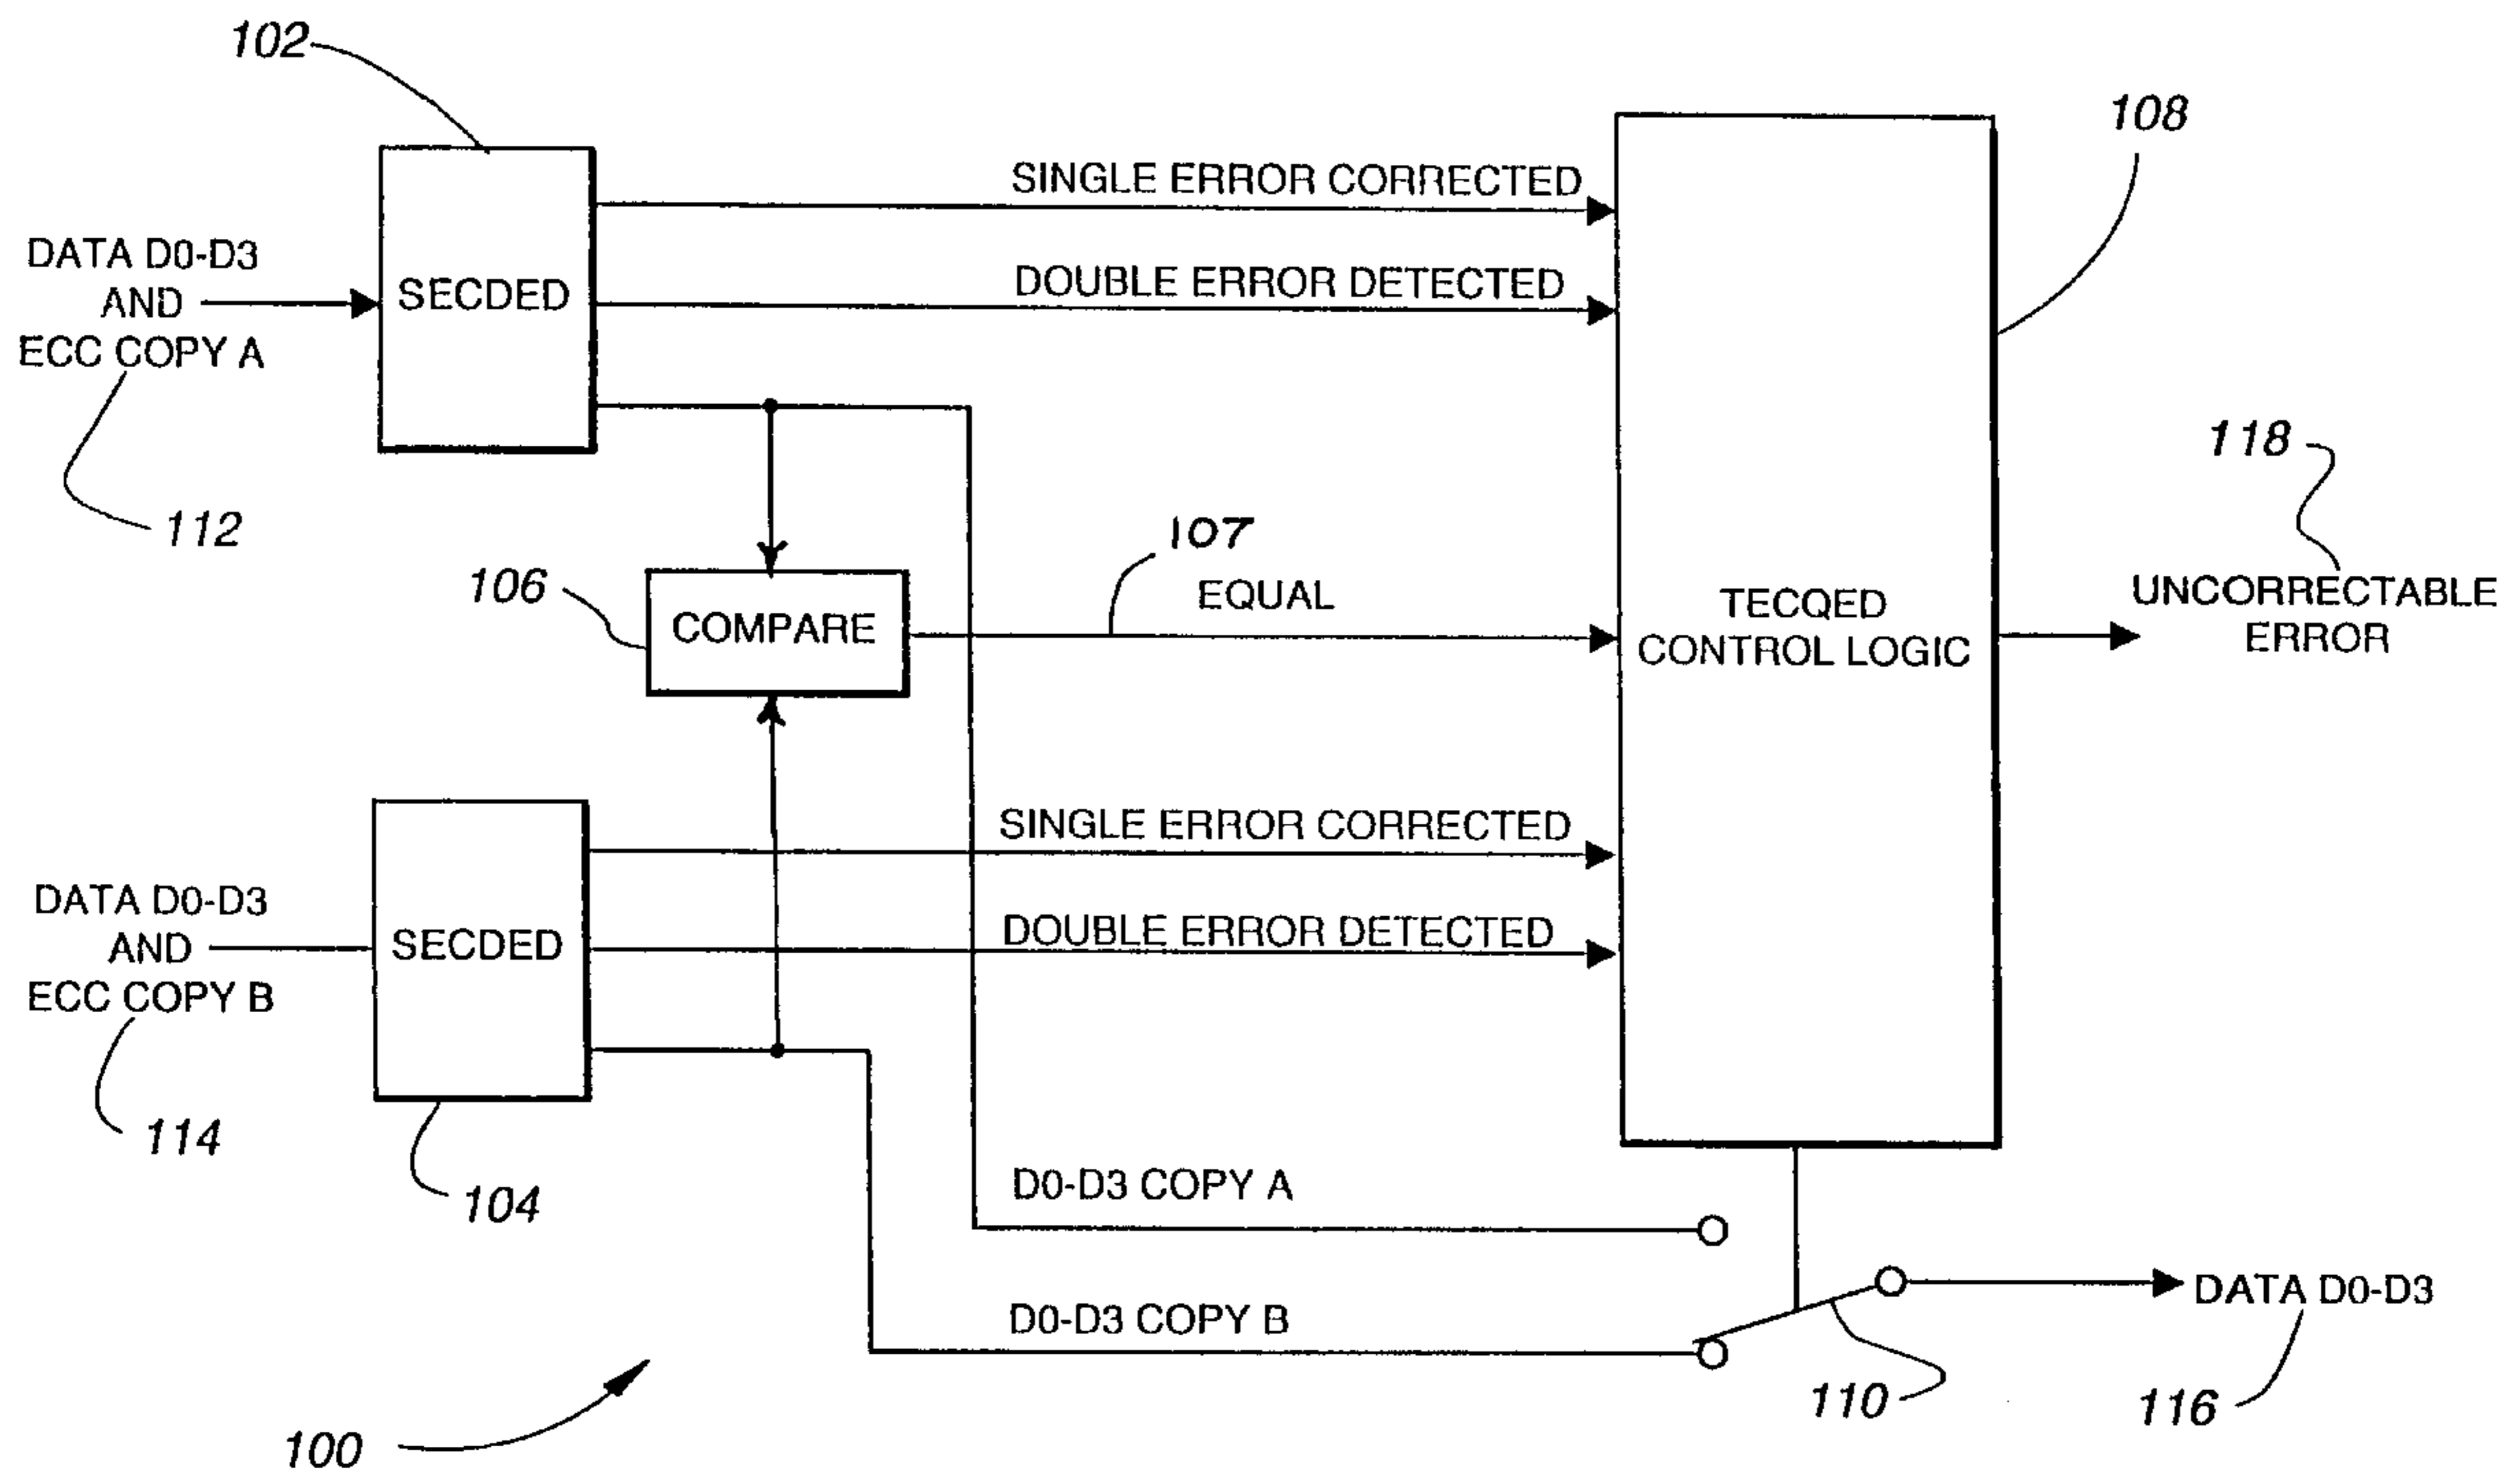 102
108
SINGLE ERROR CORRECTED
DATA D0-D3
AND
ECC COPY A
SECDED
DOUBLE ERROR DETECTED
112
118
107
106
COMPARE
EQUAL
TECQED
CONTROL LOGIC
UNCORRECTABLE
ERROR
SINGLE ERROR CORRECTED
DATA D0-D3
AND
ECC COPY B
SECDED
DOUBLE ERROR DETECTED
114
104
D0-D3 COPY A
D0-D3 COPY B
DATA D0-D3
110
116
100